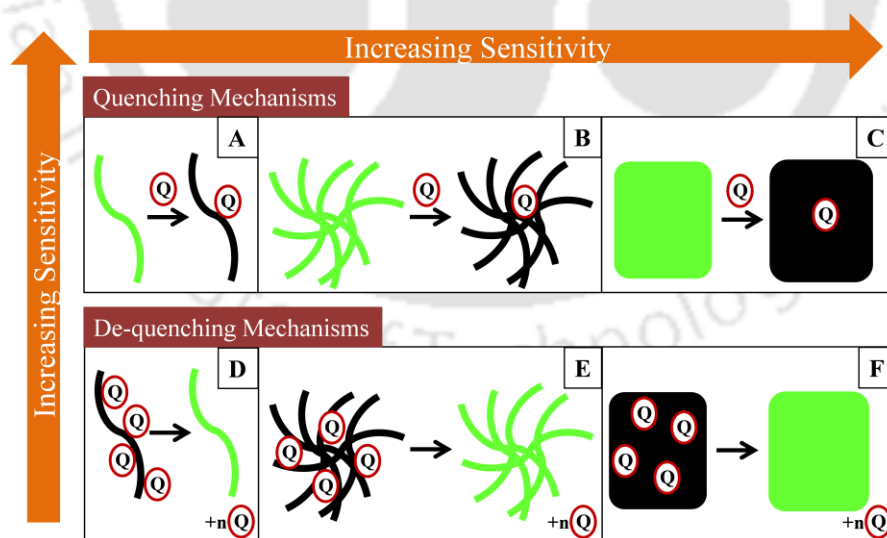 Increasing Sensitivity
Increasing Sensitivity
Quenching Mechanisms
A
B
C
Q
Q
Q
Q
Q
Q
De-quenching Mechanisms
D
E
F
Q
Q
Q
Q
+nQ
Q
Q
Q
Q
+nQ
Q
Q
Q
Q
+nQ